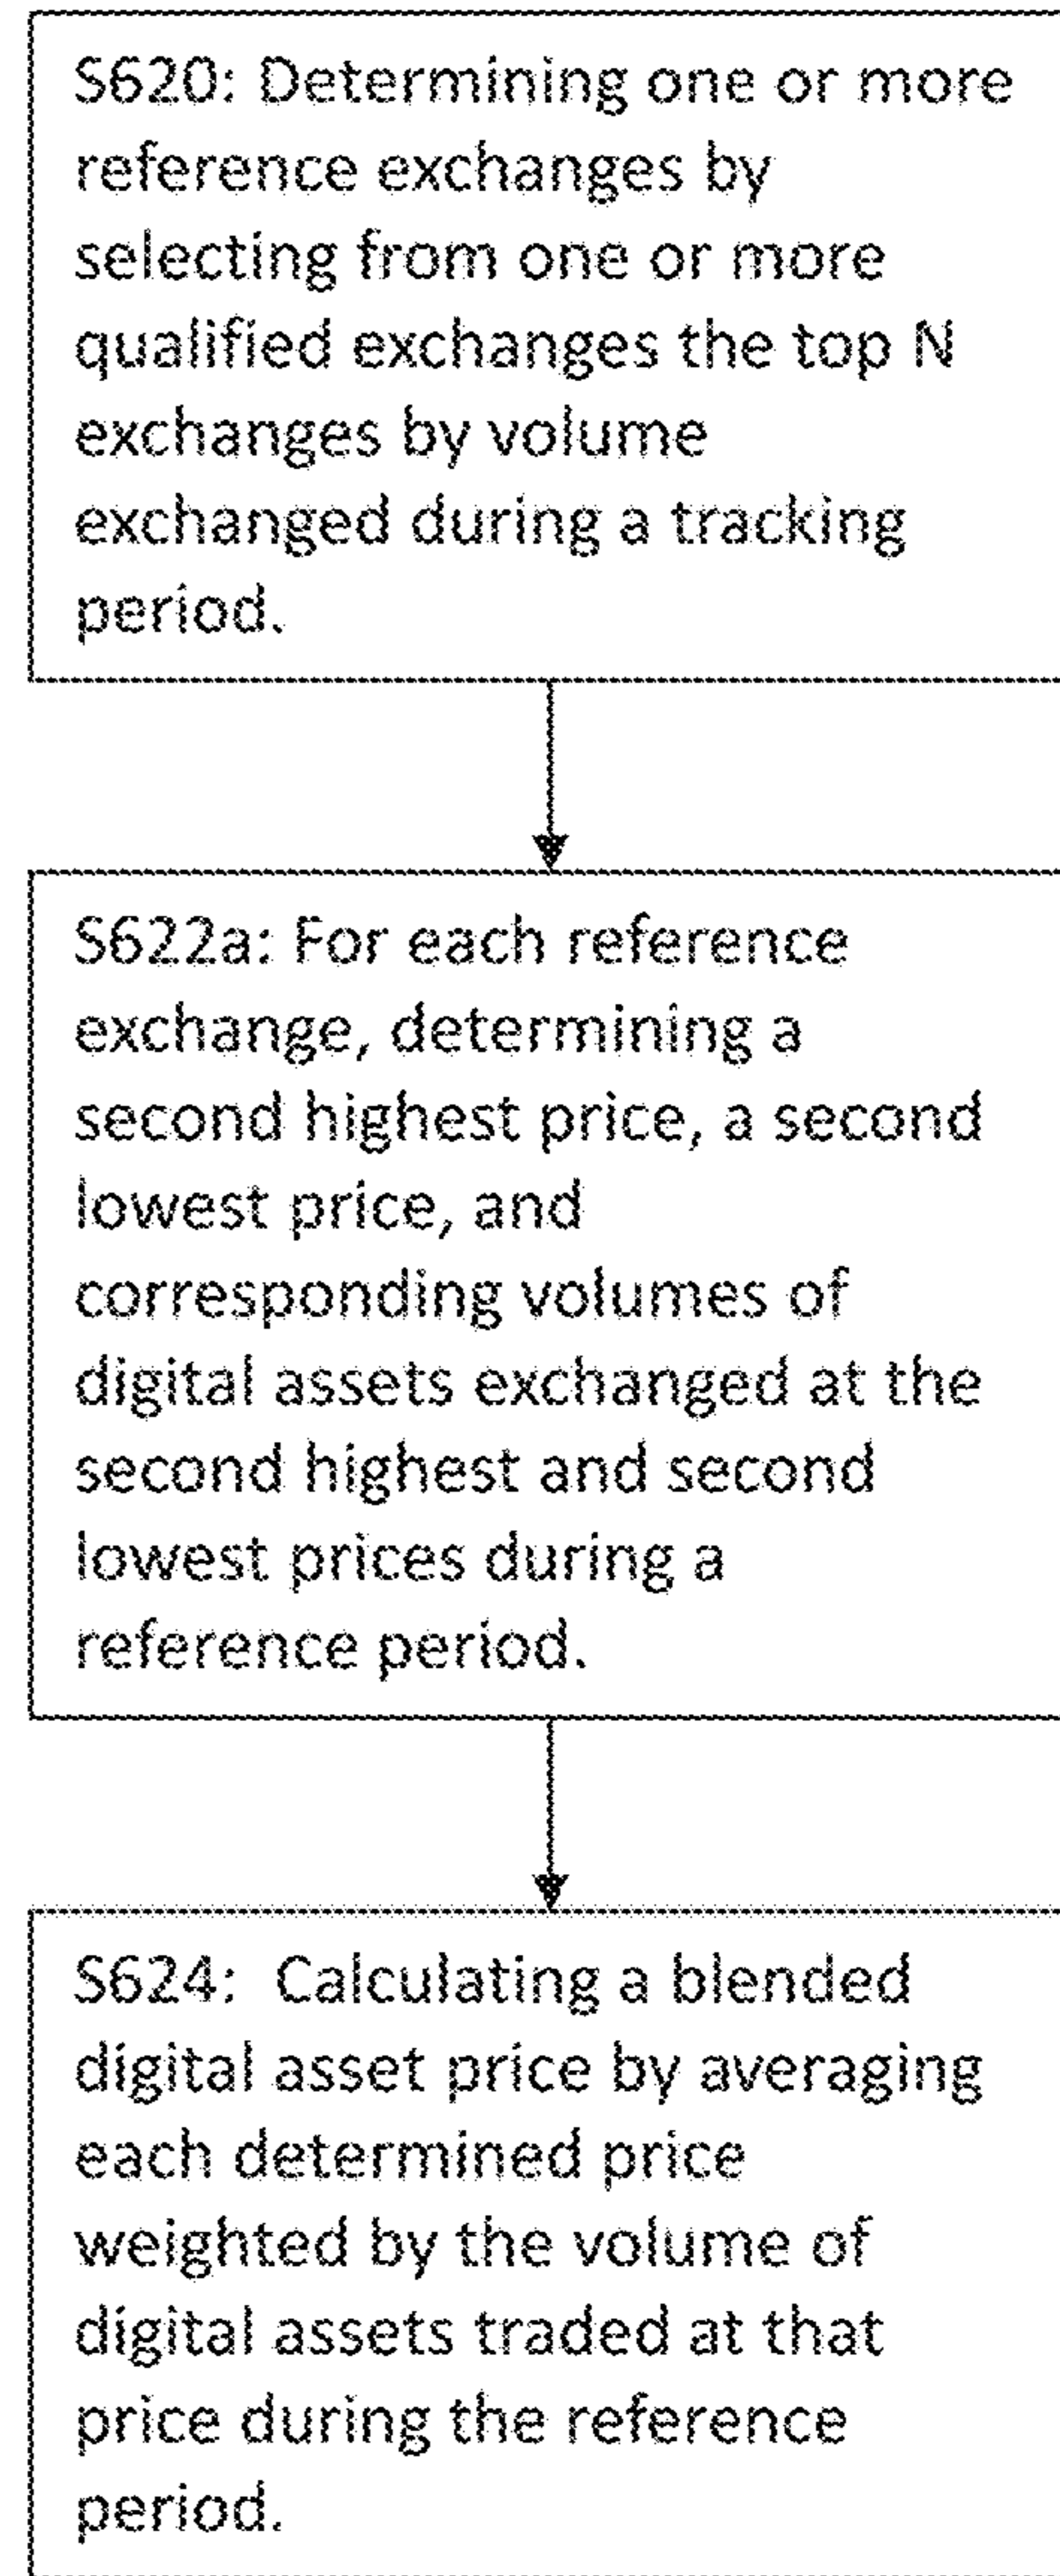 S620: Determining one or more
reference exchanges by
selecting from one or more
qualified exchanges the top N
exchanges by volume
exchanged during a tracking
period.
S622a: For each reference
exchange, determining a
second highest price, a second
lowest price, and
corresponding volumes of
digital assets exchanged at the
second highest and second
lowest prices during a
reference period.
S624:  Calculating a blended
digital asset price by averaging
each determined price
weighted by the volume of
digital assets traded at that
price during the reference
period.